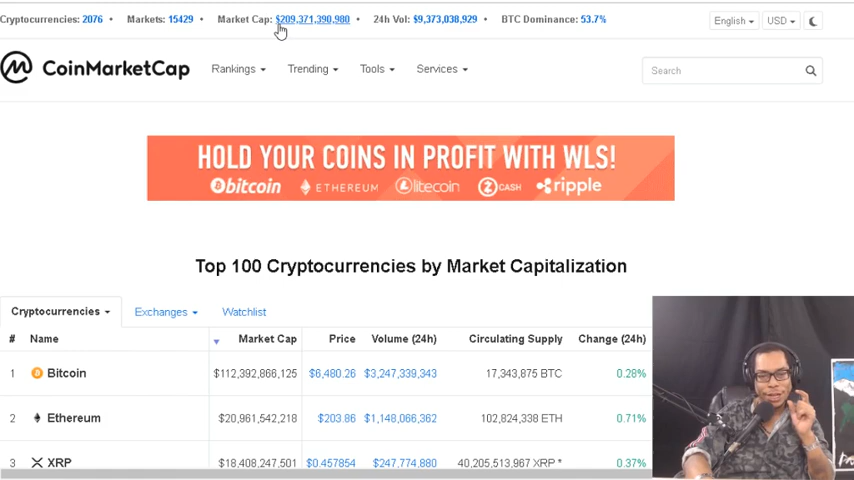 Cryptocurrencies: 2076 • Markets: 15429 • Market Cap: $209,371,390,980 • 24h Vol: $9,373,038,929 • BTC Dominance: 53.7% English USD
CoinMarketCap Rankings Trending Tools Services Search
HOLD YOUR COINS IN PROFIT WITH WLS!
bitcoin ETHEREUM litecoin ZCASH ripple
Top 100 Cryptocurrencies by Market Capitalization
Cryptocurrencies Exchanges Watchlist
# Name Market Cap Price Volume (24h) Circulating Supply Change (24h)
1 Bitcoin $112,392,866,125 $6,480.26 $3,247,339,343 17,343,875 BTC 0.28%
2 Ethereum $20,961,542,218 $203.86 $1,148,066,362 102,824,338 ETH 0.71%
3 XRP $18,408,247,501 $0.457854 $247,774,880 40,205,513,967 XRP * 0.37%